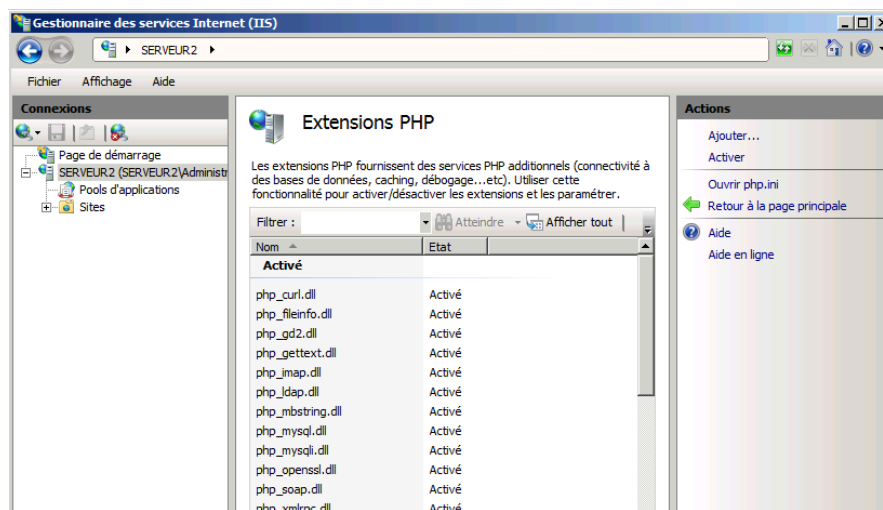 Gestionnaire des services Internet (IIS)
SERVEUR2
Fichier Affichage Aide
Connexions
Page de démarrage
SERVEUR2 (SERVEUR2\Administr
Pools d'applications
Sites
Extensions PHP
Les extensions PHP fournissent des services PHP additionnels (connectivité à
des bases de données, caching, débogage...etc). Utiliser cette
fonctionnalité pour activer/désactiver les extensions et les paramétrer.
Filtrer : Atteindre Afficher tout
Nom Etat
Activé
php_curl.dll Activé
php_fileinfo.dll Activé
php_gd2.dll Activé
php_gettext.dll Activé
php_imap.dll Activé
php_ldap.dll Activé
php_mbstring.dll Activé
php_mysql.dll Activé
php_mysqli.dll Activé
php_openssl.dll Activé
php_soap.dll Activé
php_xmlrpc.dll Activé
Actions
Ajouter...
Activer
Ouvrir php.ini
Retour à la page principale
Aide
Aide en ligne